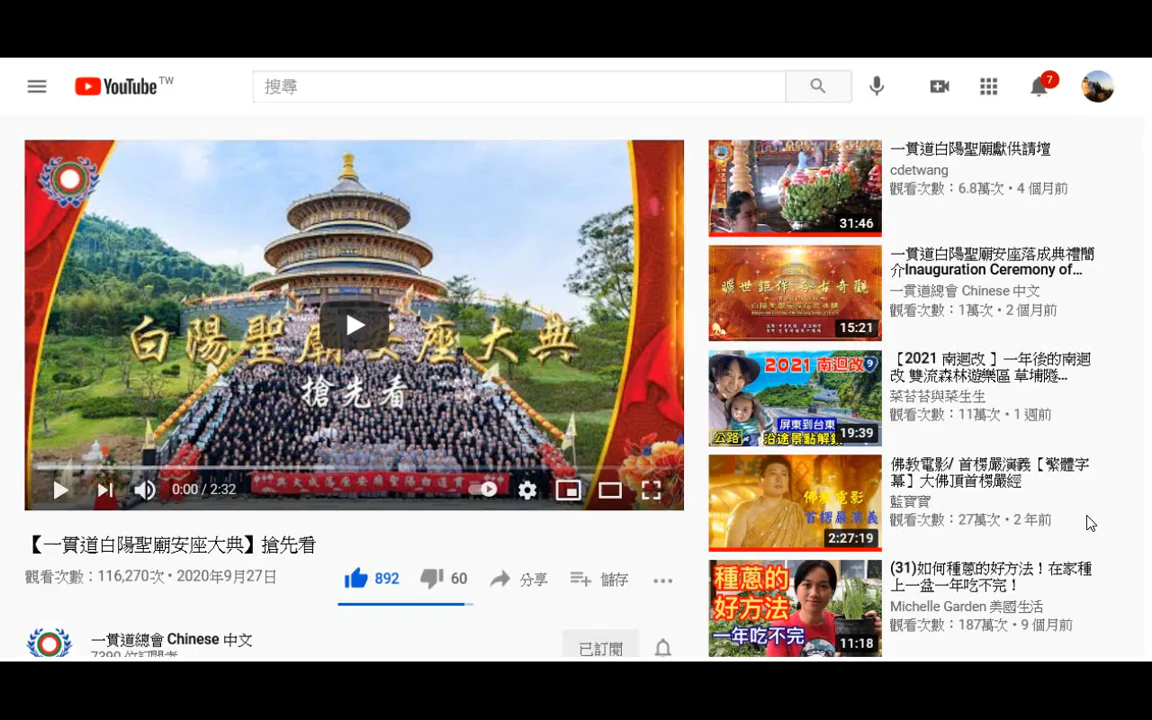 YouTube TW
搜尋
7
白陽聖廟安座大典
搶先看
0:00 / 2:32
【一貫道白陽聖廟安座大典】搶先看
觀看次數：116,270次・2020年9月27日
892
60
分享
儲存
一貫道總會 Chinese 中文
已訂閱
31:46
一貫道白陽聖廟獻供請壇
cdetwang
觀看次數：6.8萬次・4 個月前
曠世鉅作 今古奇觀
15:21
一貫道白陽聖廟安座落成典禮簡
介Inauguration Ceremony of...
一貫道總會 Chinese 中文
觀看次數：1萬次・2 個月前
2021 南迴改 9
屏東到台東
公路 沿途景點解
19:39
【2021 南迴改 】一年後的南迴
改 雙流森林遊樂區 草埔隧...
菜苔苔與菜生生
觀看次數：11萬次・1 週前
佛教電影
首楞嚴演義
2:27:19
佛教電影/ 首楞嚴演義【繁體字
幕】大佛頂首楞嚴經
藍寶寶
觀看次數：27萬次・2 年前
種蔥的
好方法
一年吃不完
11:18
(31)如何種蔥的好方法！在家種
上一盆一年吃不完！
Michelle Garden 美國生活
觀看次數：187萬次・9 個月前